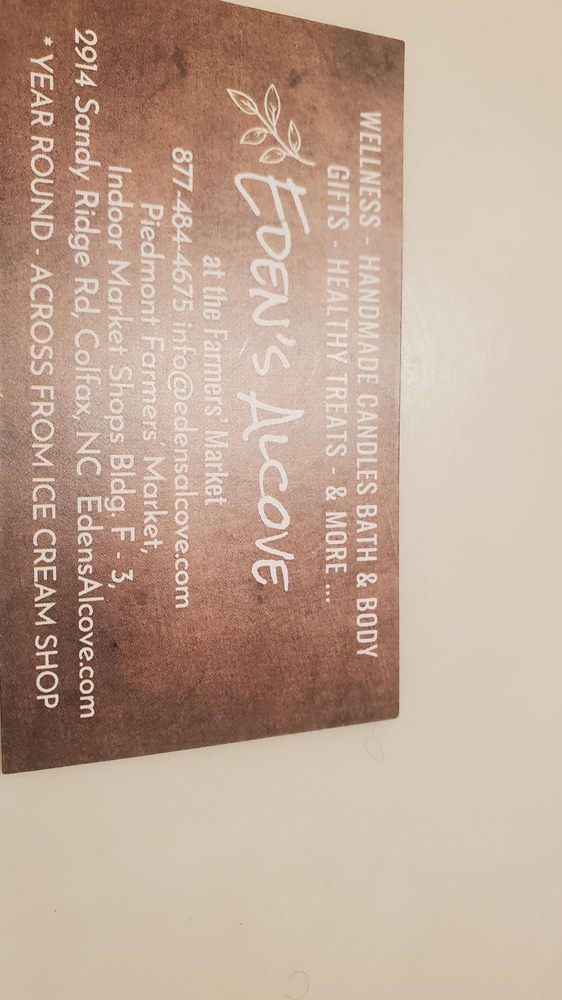 WELLNESS - HANDMADE CANDLES BATH & BODY
GIFTS - HEALTHY TREATS - & MORE ...
EDEN'S ALCOVE
at the Farmers' Market
877-484-4675 info@edensalcove.com
Piedmont Farmers' Market,
Indoor Market Shops Bldg. F - 3,
2914 Sandy Ridge Rd, Colfax, NC EdensAlcove.com
*YEAR ROUND - ACROSS FROM ICE CREAM SHOP